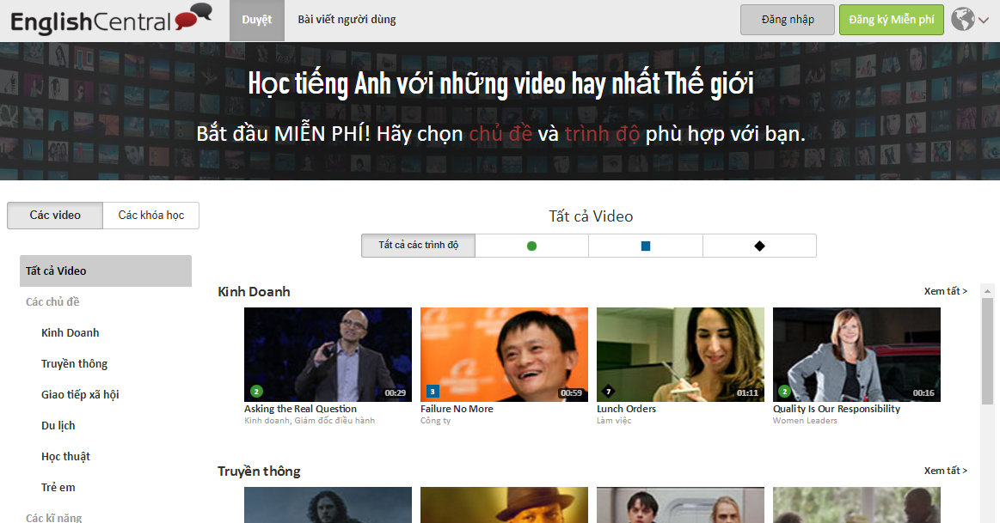 EnglishCentral
Duyệt
Bài viết người dùng
Đăng nhập
Đăng ký Miễn phí
Học tiếng Anh với những video hay nhất Thế giới
Bắt đầu MIỄN PHÍ! Hãy chọn chủ đề và trình độ phù hợp với bạn.
Các video
Các khóa học
Tất cả Video
Tất cả các trình độ
Tất cả Video
Các chủ đề
Kinh Doanh
Truyền thông
Giao tiếp xã hội
Du lịch
Học thuật
Trẻ em
Các kĩ năng
Kinh Doanh
Xem tất >
2
00:29
3
00:59
7
01:11
2
00:16
Asking the Real Question
Kinh doanh, Giám đốc điều hành
Failure No More
Công ty
Lunch Orders
Làm việc
Quality Is Our Responsibility
Women Leaders
Truyền thông
Xem tất >